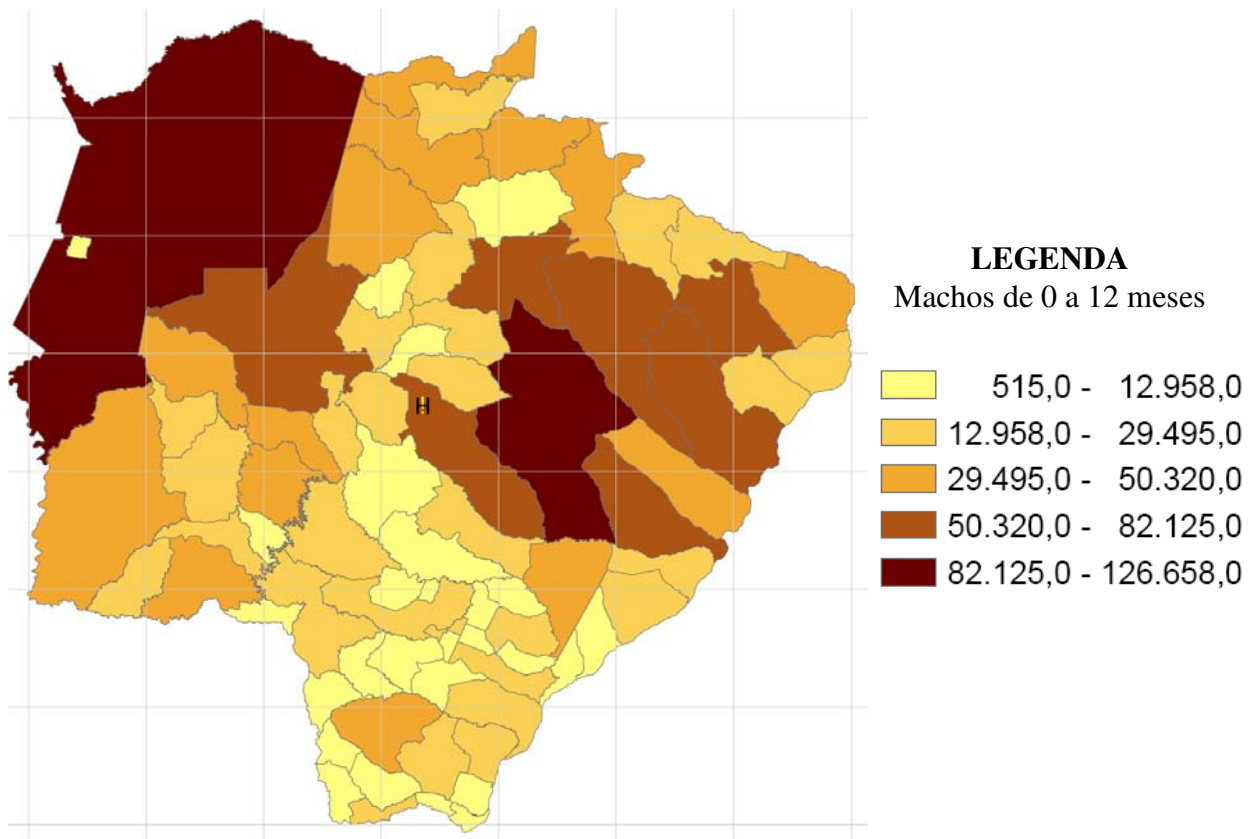 H
LEGENDA
Machos de 0 a 12 meses
515,0 - 12.958,0
12.958,0 - 29.495,0
29.495,0 - 50.320,0
50.320,0 - 82.125,0
82.125,0 - 126.658,0